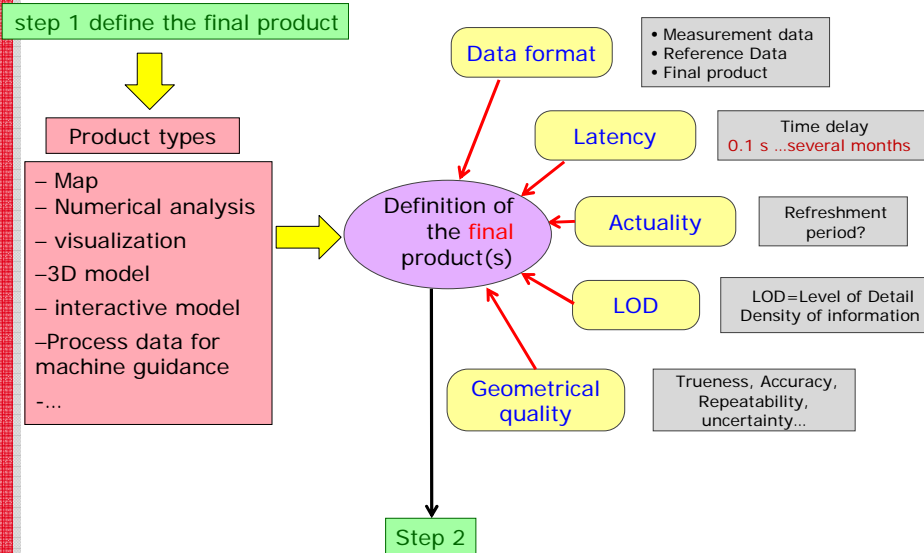 step 1 define the final product
Product types
– Map
– Numerical analysis
– visualization
–3D model
– interactive model
–Process data for
machine guidance
-...
Definition of
the final
product(s)
Data format
• Measurement data
• Reference Data
• Final product
Latency
Time delay
0.1 s ...several months
Actuality
Refreshment
period?
LOD
LOD=Level of Detail
Density of information
Geometrical
quality
Trueness, Accuracy,
Repeatability,
uncertainty...
Step 2